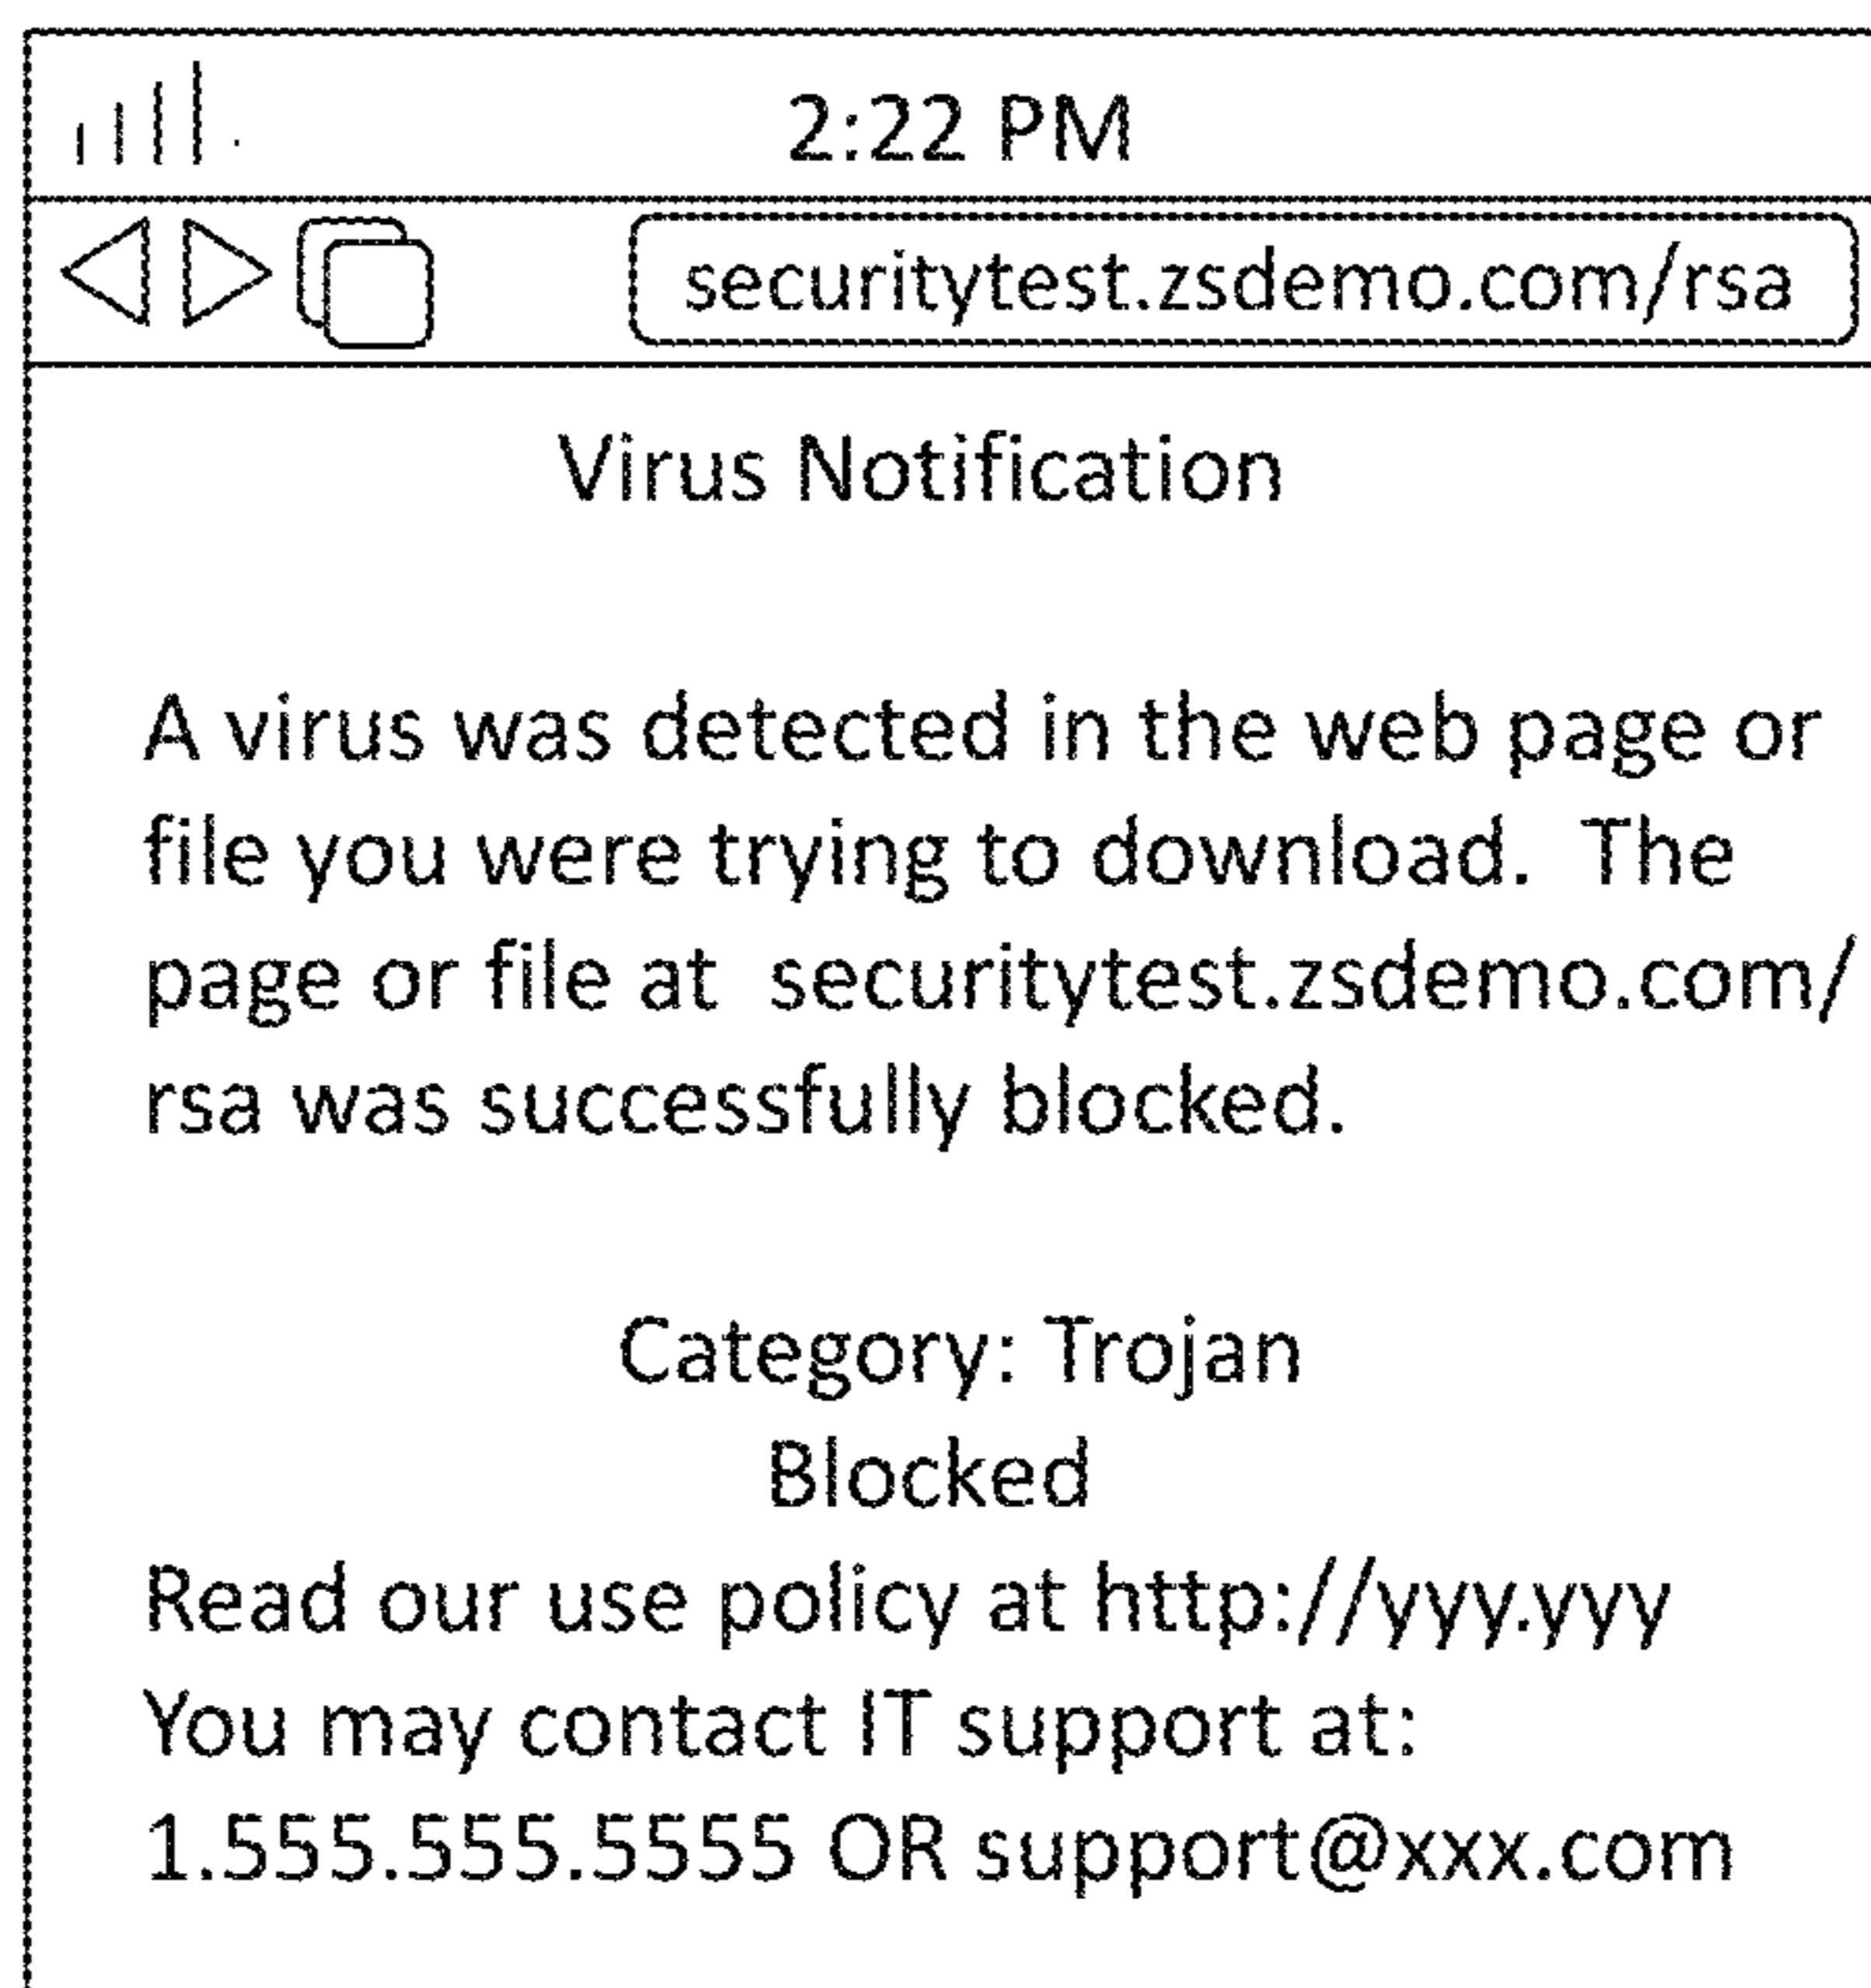 2:22 PM
securitytest.zsdemo.com/rsa
Virus Notification
A virus was detected in the web page or
file you were trying to download.  The
page or file at  securitytest.zsdemo.com/
rsa was successfully blocked.
Category: Trojan
Blocked
Read our use policy at http://yyy.yyy
You may contact IT support at:
1.555.555.5555 OR support@xxx.com